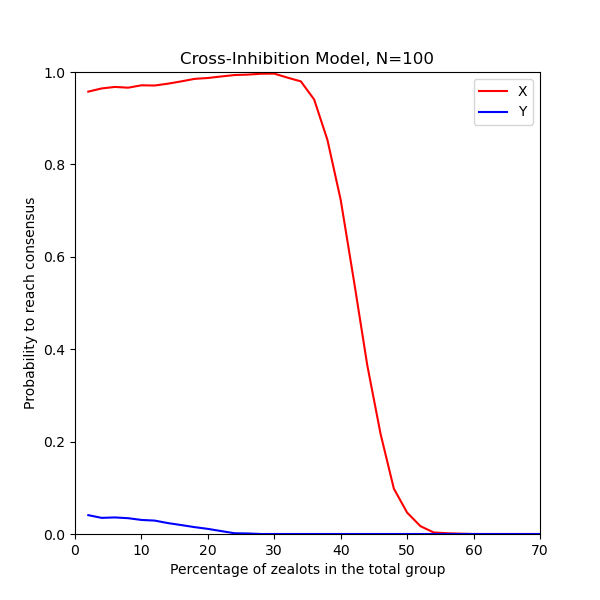 Cross-Inhibition Model, N=100
X
Y
Probability to reach consensus
1.0
0.8
0.6
0.4
0.2
0.0
0 10 20 30 40 50 60 70
Percentage of zealots in the total group